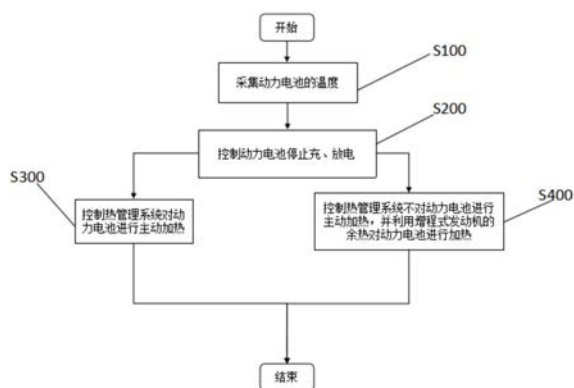 开始
S100
采集动力电池的温度
S200
控制动力电池停止充、放电
S300
控制热管理系统对动
力电池进行主动加热
控制热管理系统不对动力电池进行
主动加热，并利用增程式发动机的
余热对动力电池进行加热
S400
结束